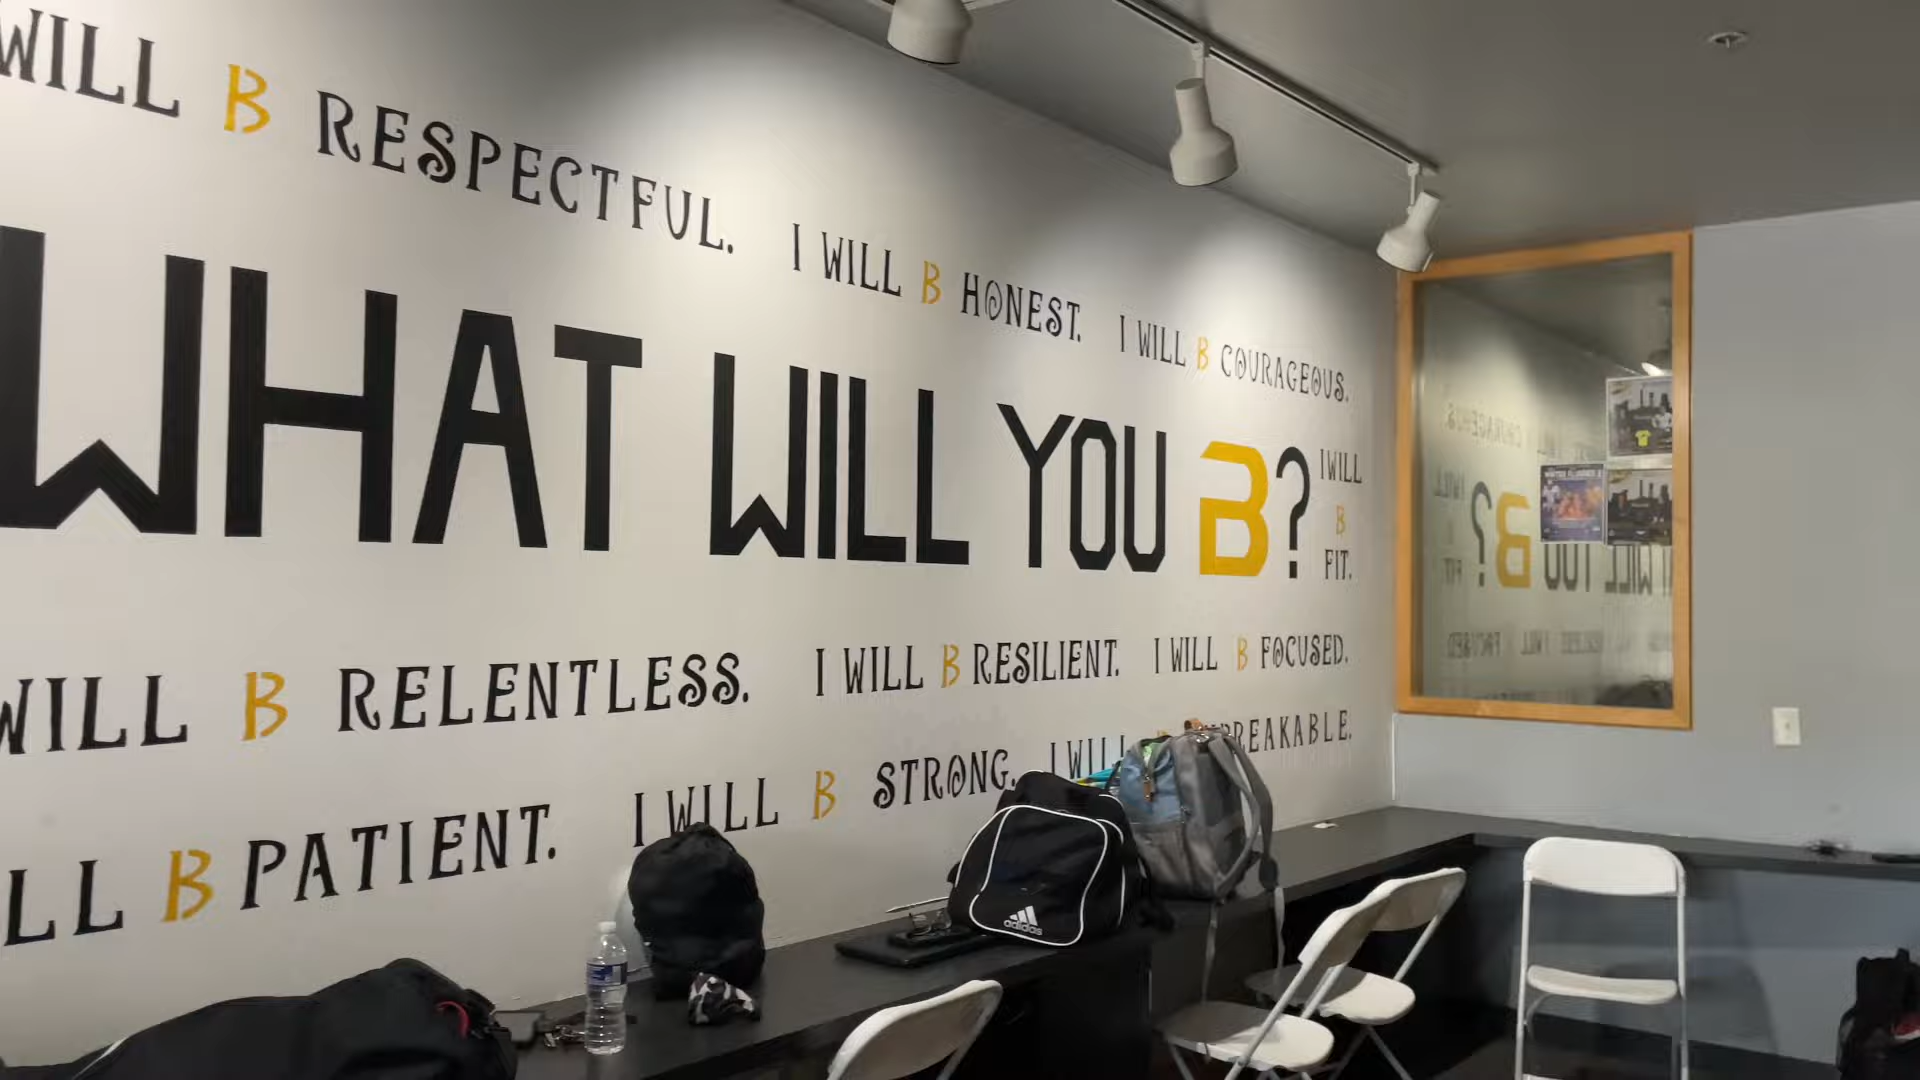 WILL B RESPECTFUL. I WILL B HONEST. I WILL B COURAGEOUS.
WHAT WILL YOU B?
I WILL
B
FIT.
WILL B RELENTLESS. I WILL B RESILIENT. I WILL B FOCUSED.
B PATIENT. I WILL B STRONG. I WILL
adidas